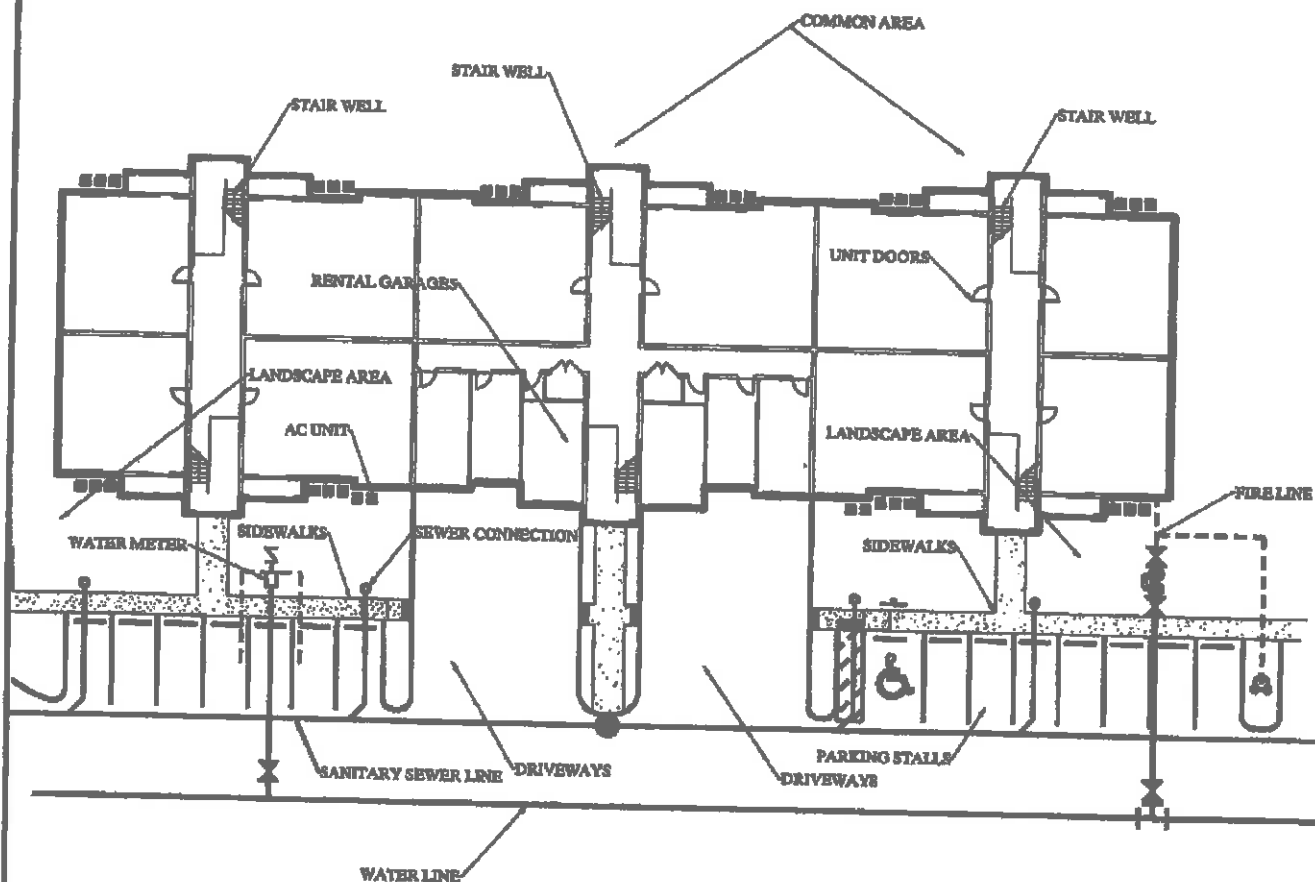 COMMON AREA
STAIR WELL
STAIR WELL
STAIR WELL
UNIT DOORS
RENTAL GARAGES
LANDSCAPE AREA
AC UNIT
LANDSCAPE AREA
FIRE LINE
WATER METER
SIDEWALKS
SEWER CONNECTION
SIDEWALKS
PARKING STALLS
SANITARY SEWER LINE
DRIVEWAYS
DRIVEWAYS
WATER LINE